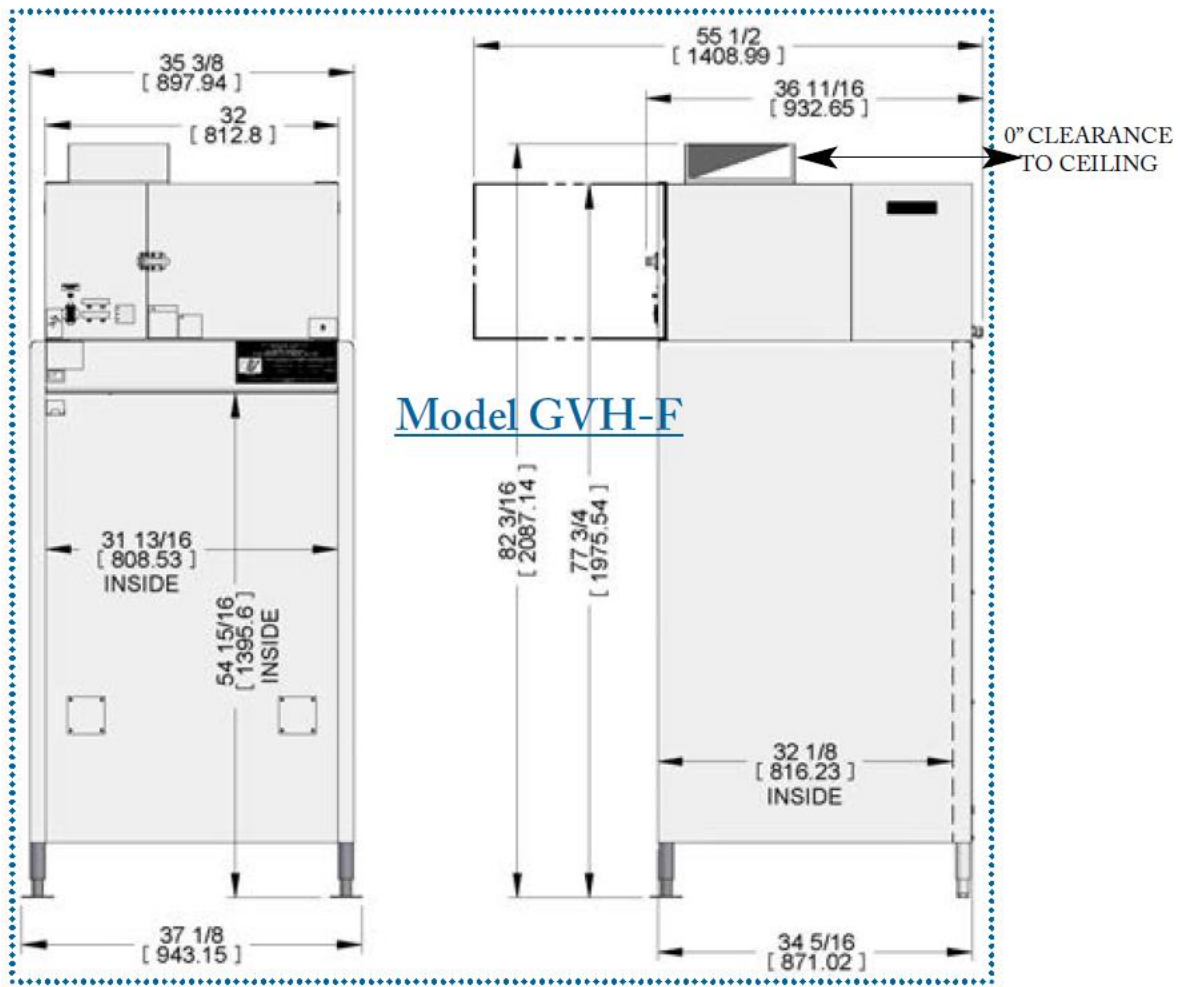 55 1/2
[ 1408.99 ]
35 3/8
[ 897.94 ]
36 11/16
[ 932.65 ]
32
[ 812.8 ]
0” CLEARANCE
TO CEILING
Model GVH-F
82 3/16
[ 2087.14 ]
77 3/4
[ 1975.54 ]
31 13/16
[ 808.53 ]
INSIDE
54 15/16
[ 1395.6 ]
INSIDE
32 1/8
[ 816.23 ]
INSIDE
37 1/8
[ 943.15 ]
34 5/16
[ 871.02 ]